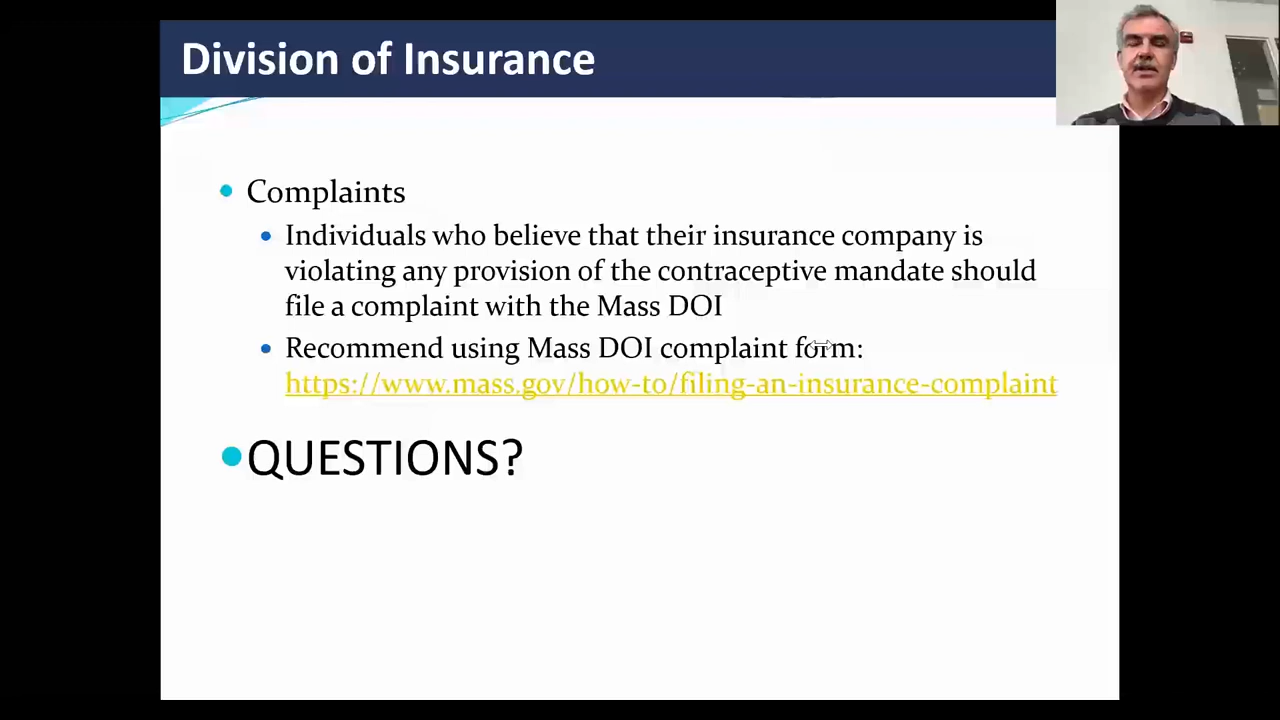 Division of Insurance
Complaints
Individuals who believe that their insurance company is
violating any provision of the contraceptive mandate should
file a complaint with the Mass DOI
Recommend using Mass DOI complaint form:
https://www.mass.gov/how-to/filing-an-insurance-complaint
QUESTIONS?